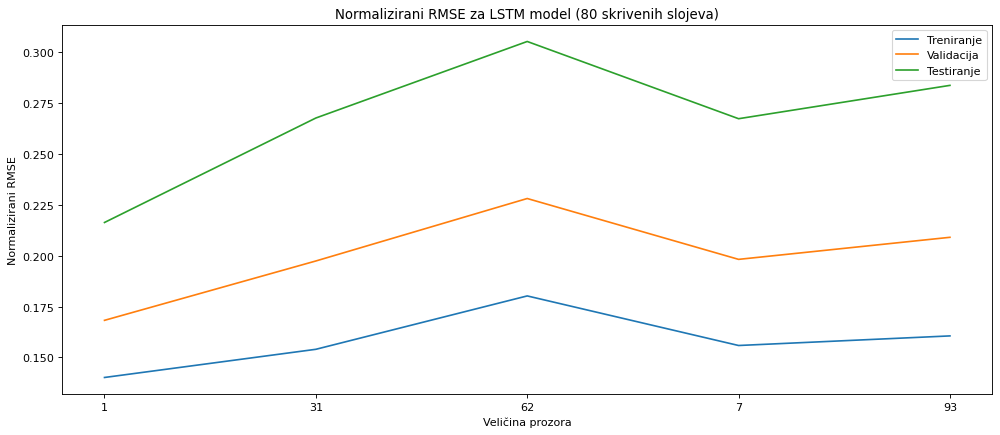 Normalizirani RMSE za LSTM model (80 skrivenih slojeva)
Treniranje
Validacija
Testiranje
Normalizirani RMSE
0.300
0.275
0.250
0.225
0.200
0.175
0.150
1 31 62 7 93
Veličina prozora